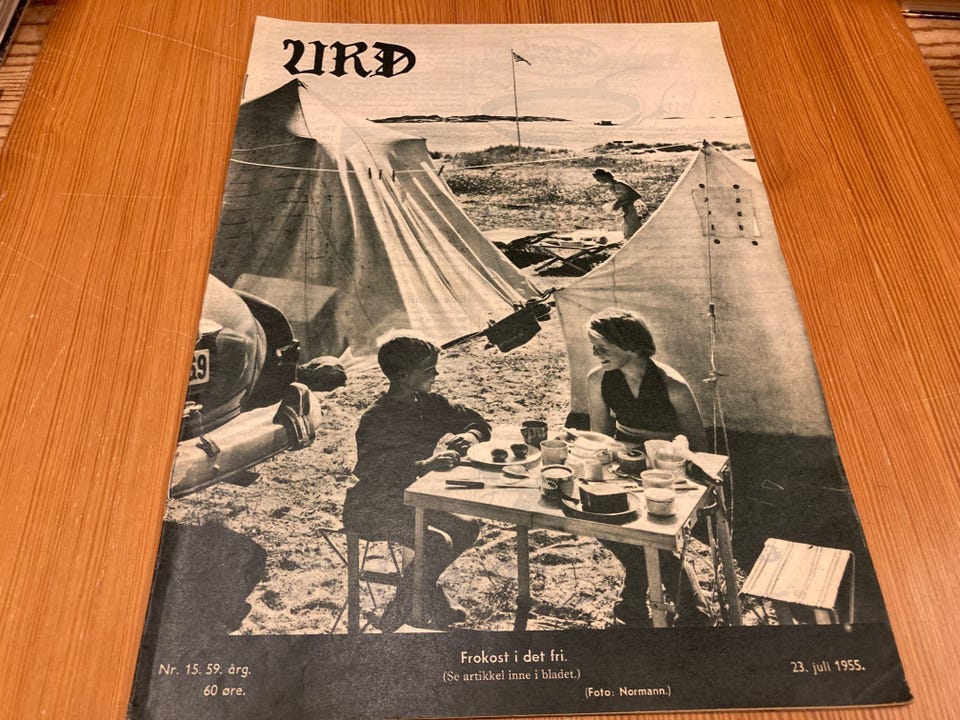 URD
69
Frokost i det fri.
(Se artikkel inne i bladet.)
(Foto: Normann.)
Nr. 15. 59. årg.
60 øre.
23. juli 1955.